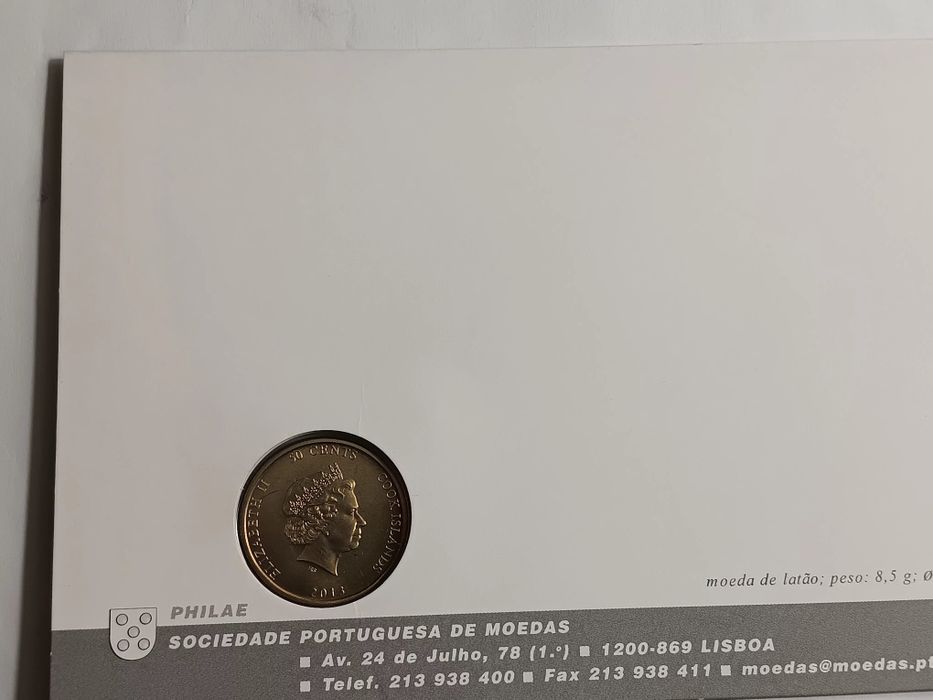 50 CENTS
ELIZABETH II
COOK ISLANDS
2013
moeda de latão; peso: 8,5 g; Ø
PHILAE
SOCIEDADE PORTUGUESA DE MOEDAS
■ Av. 24 de Julho, 78 (1.º) ■ 1200-869 LISBOA
■ Telef. 213 938 400 ■ Fax 213 938 411 ■ moedas@moedas.pt